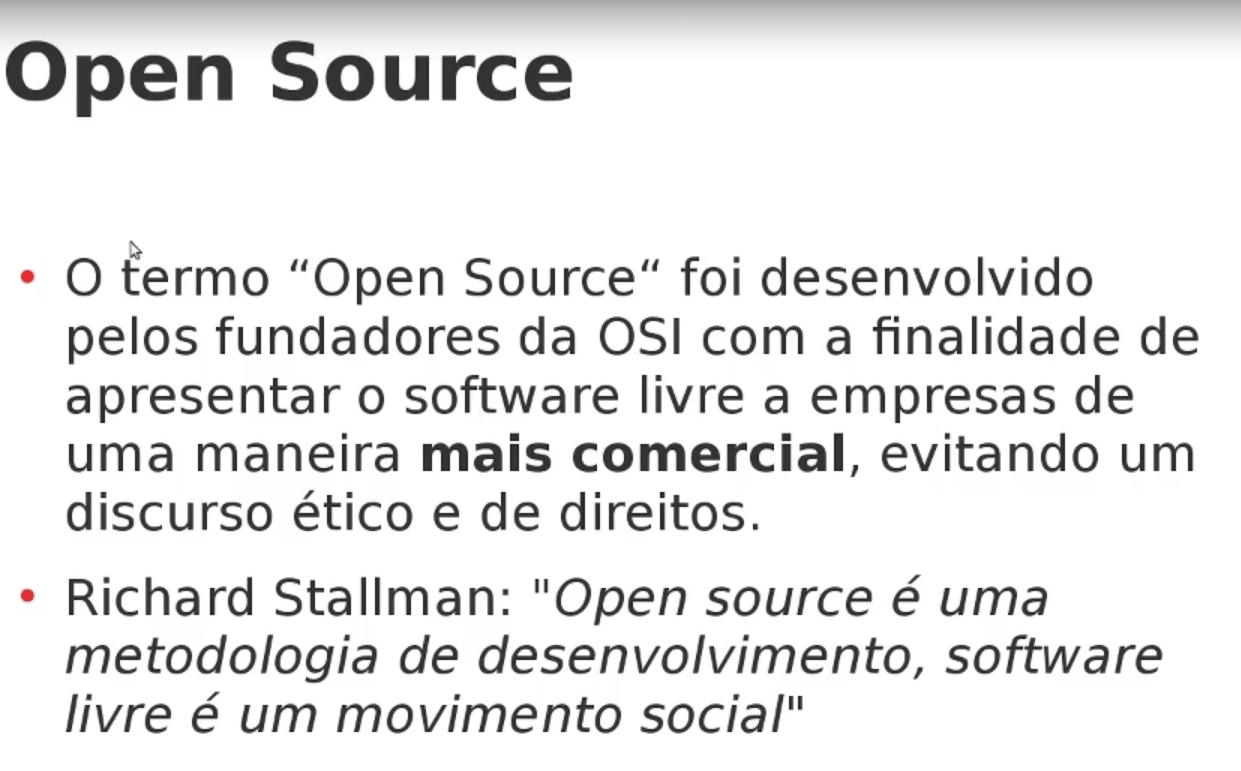 Open Source
• O termo “Open Source“ foi desenvolvido
pelos fundadores da OSI com a finalidade de
apresentar o software livre a empresas de
uma maneira mais comercial, evitando um
discurso ético e de direitos.
• Richard Stallman: "Open source é uma
metodologia de desenvolvimento, software
livre é um movimento social"